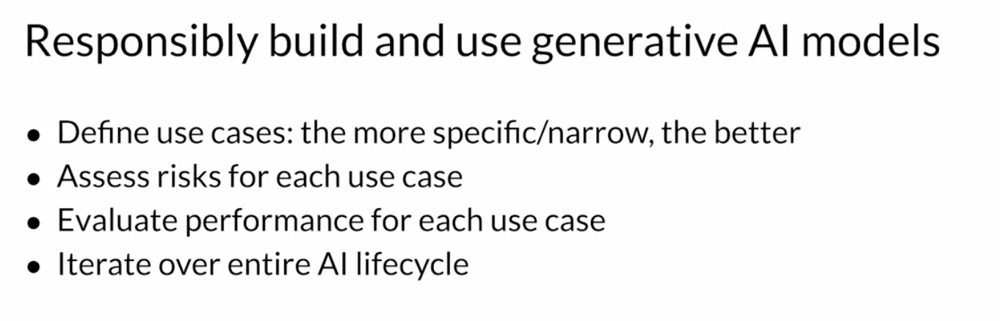 Responsibly build and use generative AI models
• Define use cases: the more specific/narrow, the better
• Assess risks for each use case
• Evaluate performance for each use case
• Iterate over entire AI lifecycle